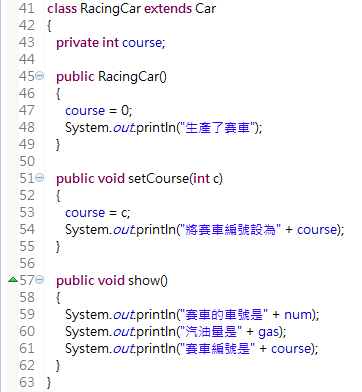 41 class RacingCar extends Car
42 {
43 private int course;
44
45 public RacingCar()
46 {
47 course = 0;
48 System.out.println("生產了賽車");
49 }
50
51 public void setCourse(int c)
52 {
53 course = c;
54 System.out.println("將賽車編號設為" + course);
55 }
56
57 public void show()
58 {
59 System.out.println("賽車的車號是" + num);
60 System.out.println("汽油量是" + gas);
61 System.out.println("賽車編號是" + course);
62 }
63 }